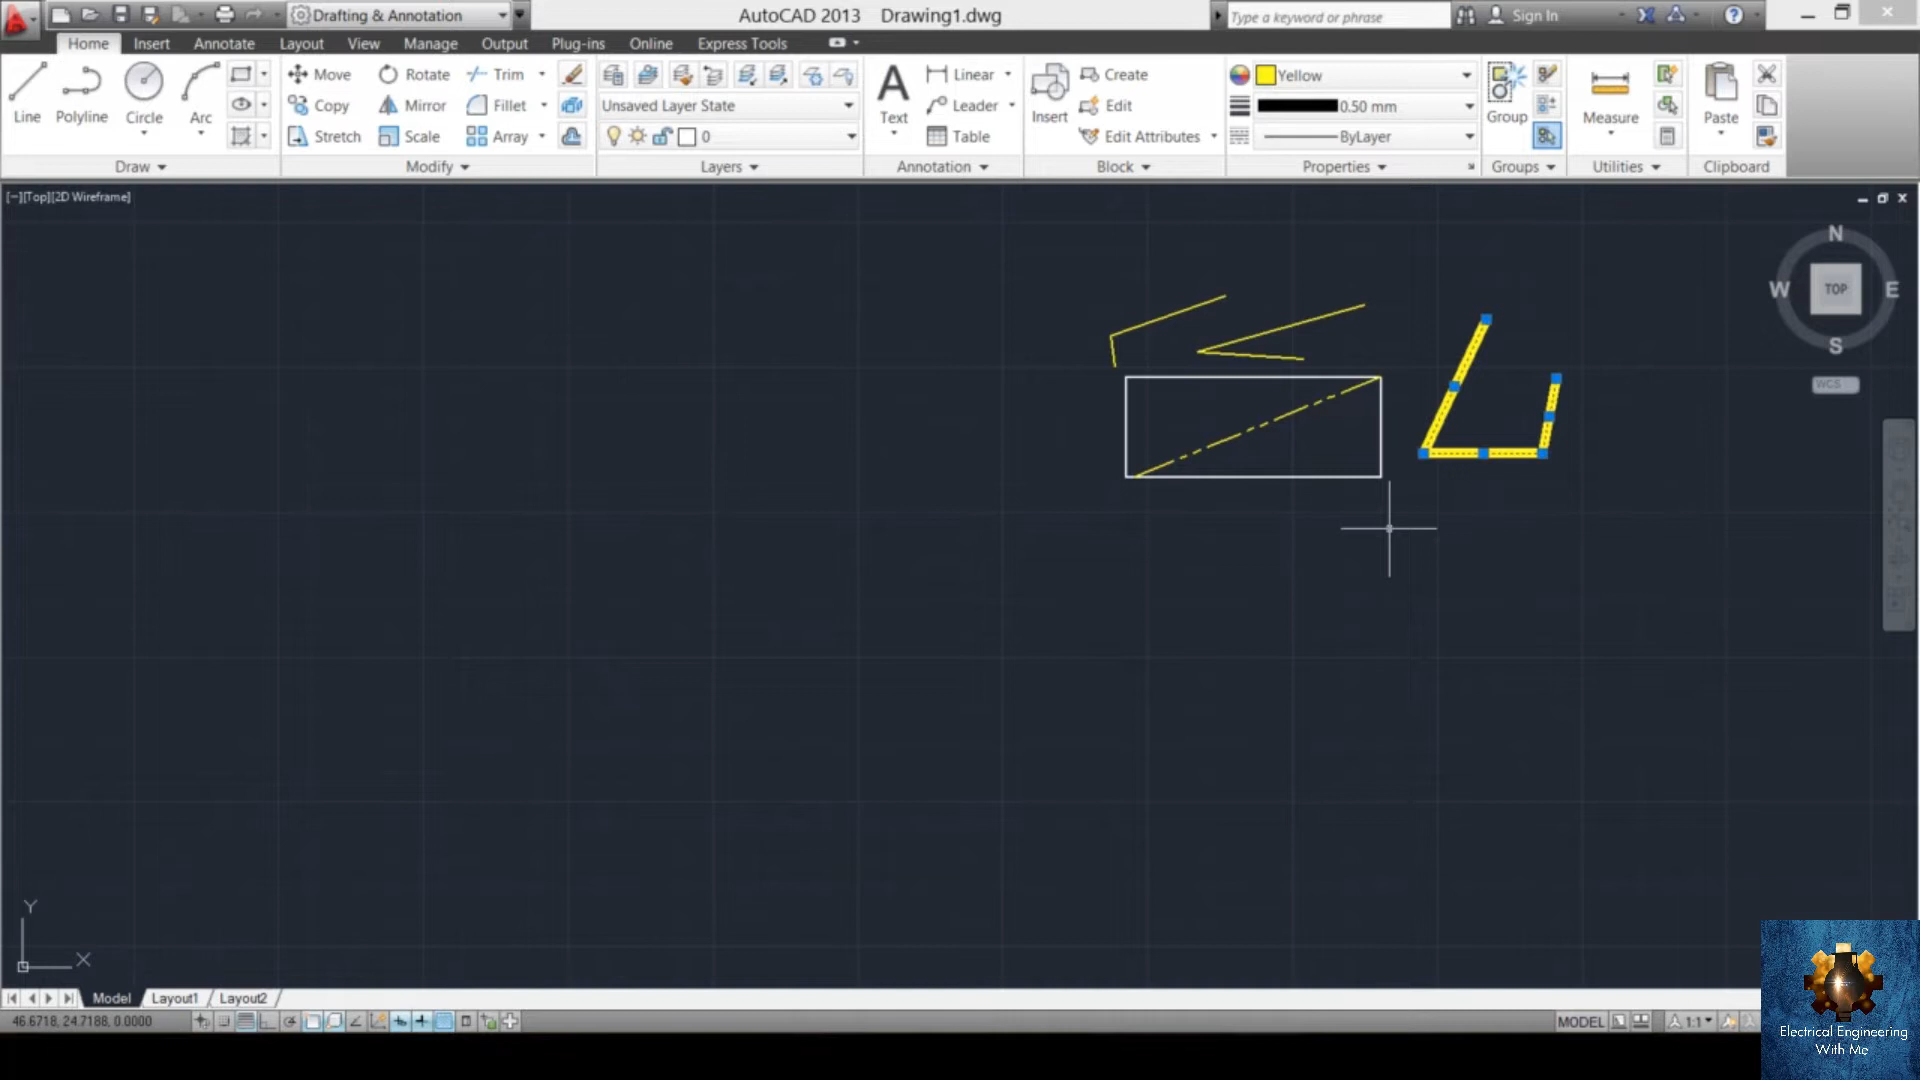 Drafting & Annotation
AutoCAD 2013 Drawing1.dwg
Type a keyword or phrase
Sign In
Home Insert Annotate Layout View Manage Output Plug-ins Online Express Tools
Line Polyline Circle Arc
Move Rotate Trim
Copy Mirror Fillet
Stretch Scale Array
Unsaved Layer State
0
Text
Linear
Leader
Table
Insert
Create
Edit
Edit Attributes
Yellow
0.50 mm
ByLayer
Group
Measure
Paste
Draw Modify Layers Annotation Block Properties Groups Utilities Clipboard
[−][Top][2D Wireframe]
N
W TOP E
S
WCS
Y
X
Model Layout1 Layout2
46.6718, 24.7188, 0.0000
MODEL
1:1
Electrical Engineering
With Me